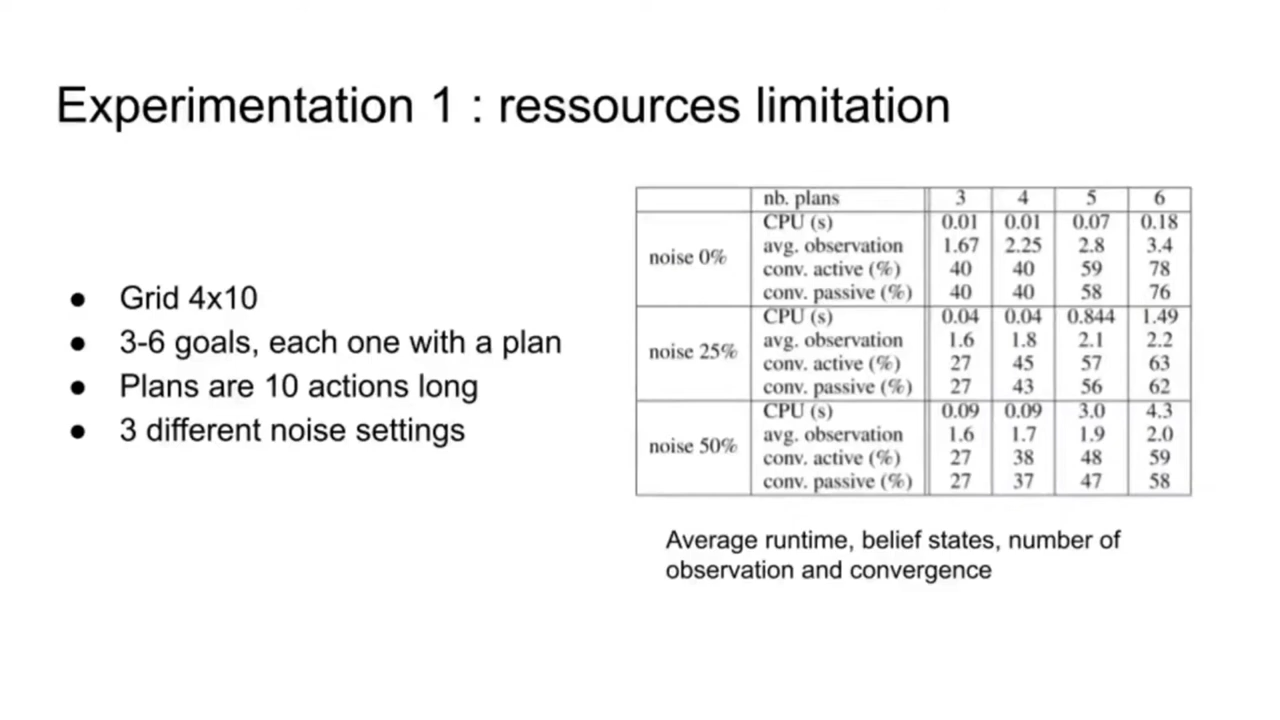 Experimentation 1 : ressources limitation
● Grid 4x10
● 3-6 goals, each one with a plan
● Plans are 10 actions long
● 3 different noise settings
nb. plans 3 4 5 6
noise 0%
CPU (s) 0.01 0.01 0.07 0.18
avg. observation 1.67 2.25 2.8 3.4
conv. active (%) 40 40 59 78
conv. passive (%) 40 40 58 76
noise 25%
CPU (s) 0.04 0.04 0.844 1.49
avg. observation 1.6 1.8 2.1 2.2
conv. active (%) 27 45 57 63
conv. passive (%) 27 43 56 62
noise 50%
CPU (s) 0.09 0.09 3.0 4.3
avg. observation 1.6 1.7 1.9 2.0
conv. active (%) 27 38 48 59
conv. passive (%) 27 37 47 58
Average runtime, belief states, number of
observation and convergence